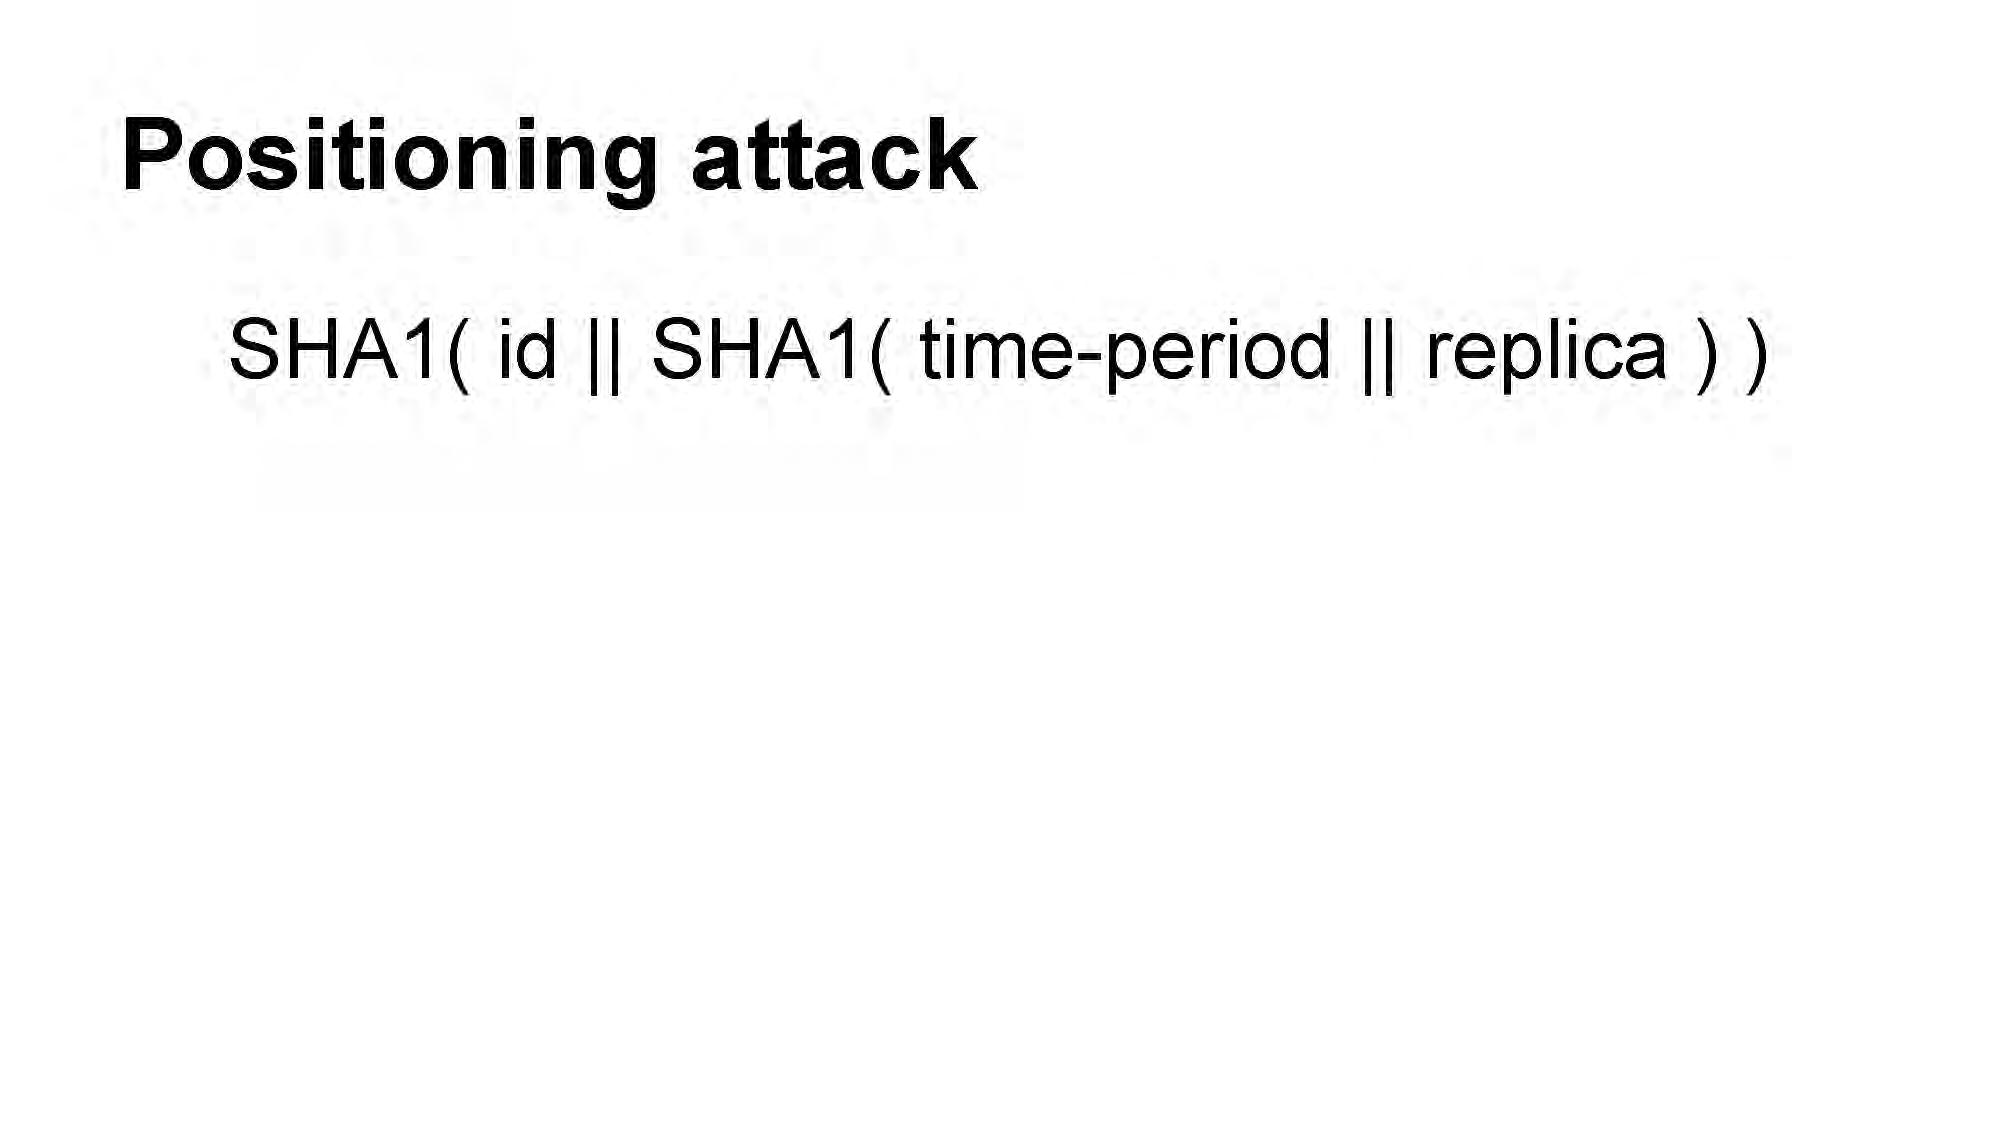 Positioning attack
SHA1( id || SHA1( time-period || replica ) )